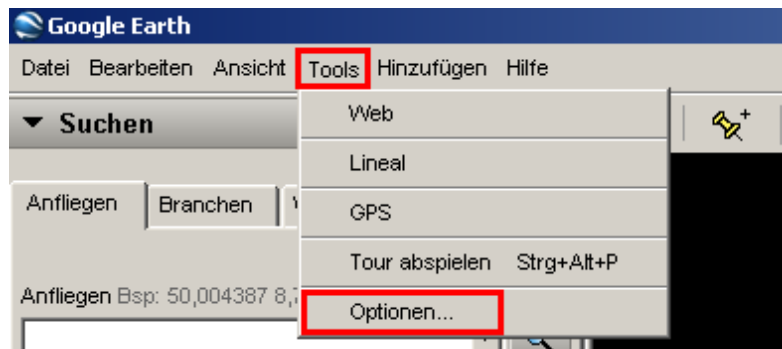 Google Earth
Datei Bearbeiten Ansicht Tools Hinzufügen Hilfe
Suchen
Web
Lineal
GPS
Tour abspielen Strg+Alt+P
Optionen...
Anfliegen Branchen
Anfliegen Bsp: 50,004387 8,